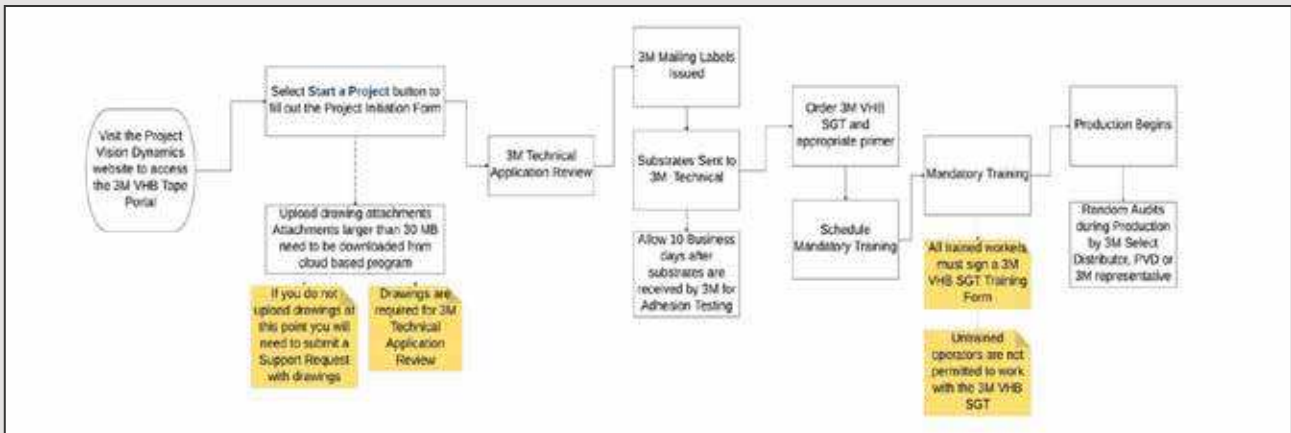 Visit the Project
Vision Dynamics
website to access
the 3M VHB Tape
Portal
Select Start a Project button to
fill out the Project Initiation Form
Upload drawing attachments
Attachments larger than 30 MB
need to be downloaded from
cloud based program
If you do not
upload drawings at
this point you will
need to submit a
Support Request
with drawings
Drawings are
required for 3M
Technical
Application
Review
3M Technical
Application Review
3M Mailing Labels
Issued
Substrates Sent to
3M Technical
Allow 10 Business
days after
substrates are
received by 3M for
Adhesion Testing
Order 3M VHB
SGT and
appropriate primer
Schedule
Mandatory Training
Mandatory Training
All trained workers
must sign a 3M
VHB SGT Training
Form
Untrained
operators are not
permitted to work
with the 3M VHB
SGT
Production Begins
Random Audits
during Production
by 3M Select
Distributor, PVD or
3M representative